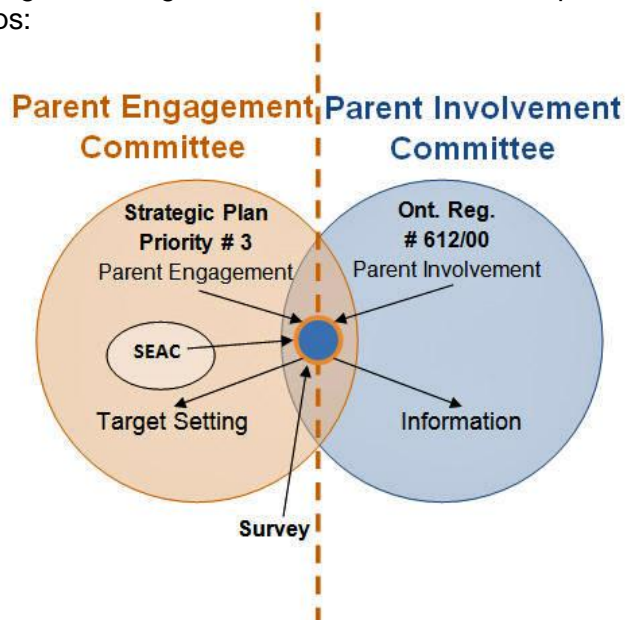 os:
Parent Engagement
Committee
Parent Involvement
Committee
Strategic Plan
Priority # 3
Parent Engagement
Ont. Reg.
# 612/00
Parent Involvement
SEAC
Target Setting
Information
Survey